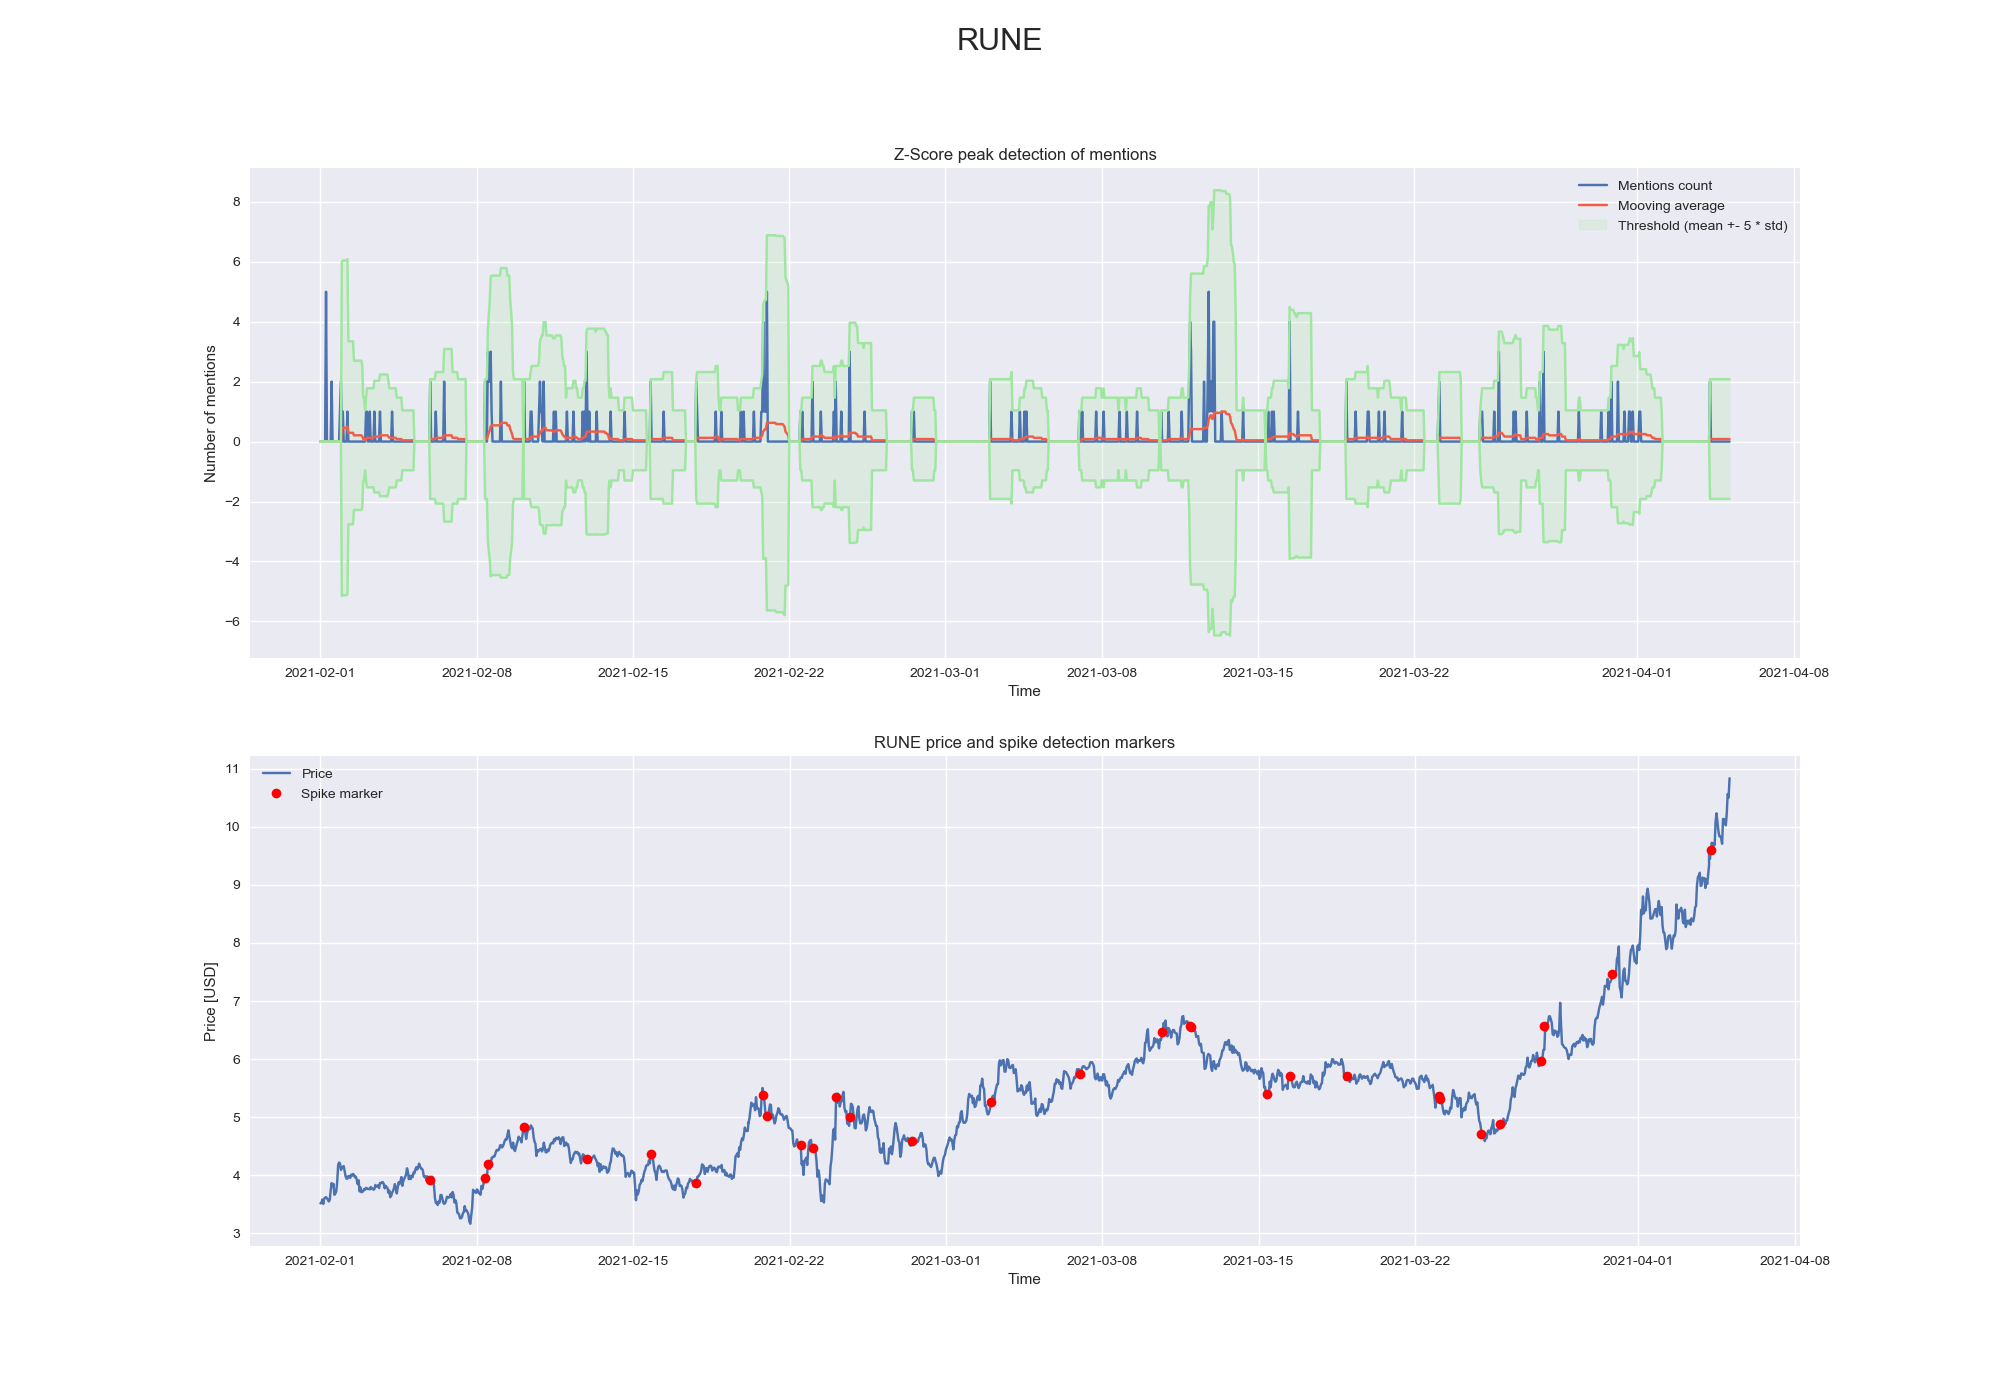 RUNE
Z-Score peak detection of mentions
Mentions count
Mooving average
Threshold (mean +- 5 * std)
Number of mentions
8
6
4
2
0
−2
−4
−6
2021-02-01 2021-02-08 2021-02-15 2021-02-22 2021-03-01 2021-03-08 2021-03-15 2021-03-22 2021-04-01 2021-04-08
Time
RUNE price and spike detection markers
Price
Spike marker
Price [USD]
11
10
9
8
7
6
5
4
3
2021-02-01 2021-02-08 2021-02-15 2021-02-22 2021-03-01 2021-03-08 2021-03-15 2021-03-22 2021-04-01 2021-04-08
Time